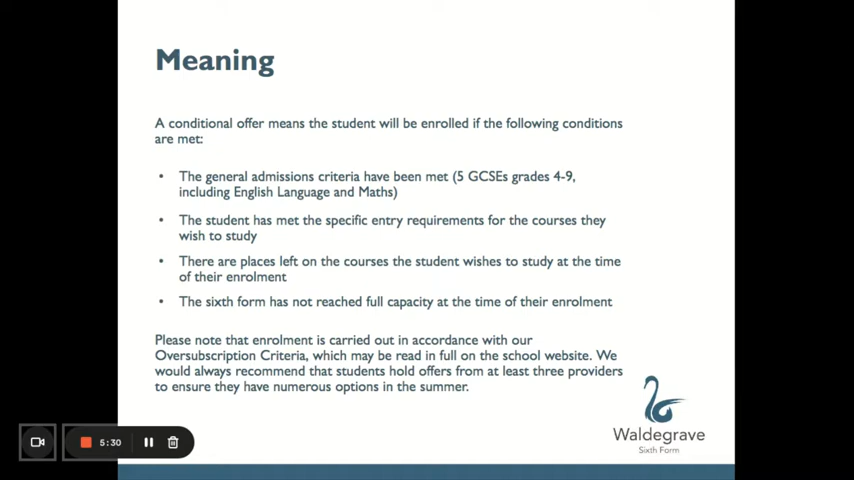 Meaning
A conditional offer means the student will be enrolled if the following conditions
are met:
• The general admissions criteria have been met (5 GCSEs grades 4-9,
including English Language and Maths)
• The student has met the specific entry requirements for the courses they
wish to study
• There are places left on the courses the student wishes to study at the time
of their enrolment
• The sixth form has not reached full capacity at the time of their enrolment
Please note that enrolment is carried out in accordance with our
Oversubscription Criteria, which may be read in full on the school website. We
would always recommend that students hold offers from at least three providers
to ensure they have numerous options in the summer.
Waldegrave
Sixth Form
5:30